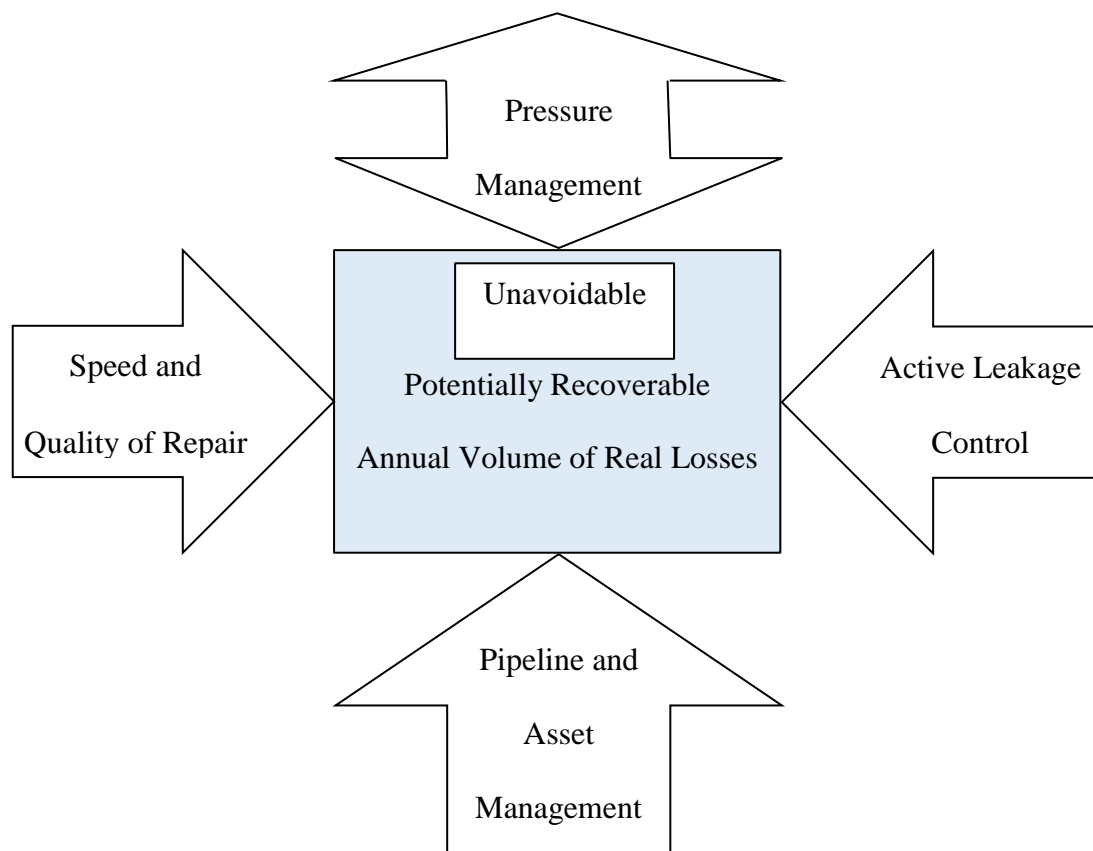 Pressure
Management
Unavoidable
Speed and
Quality of Repair
Potentially Recoverable
Annual Volume of Real Losses
Active Leakage
Control
Pipeline and
Asset
Management